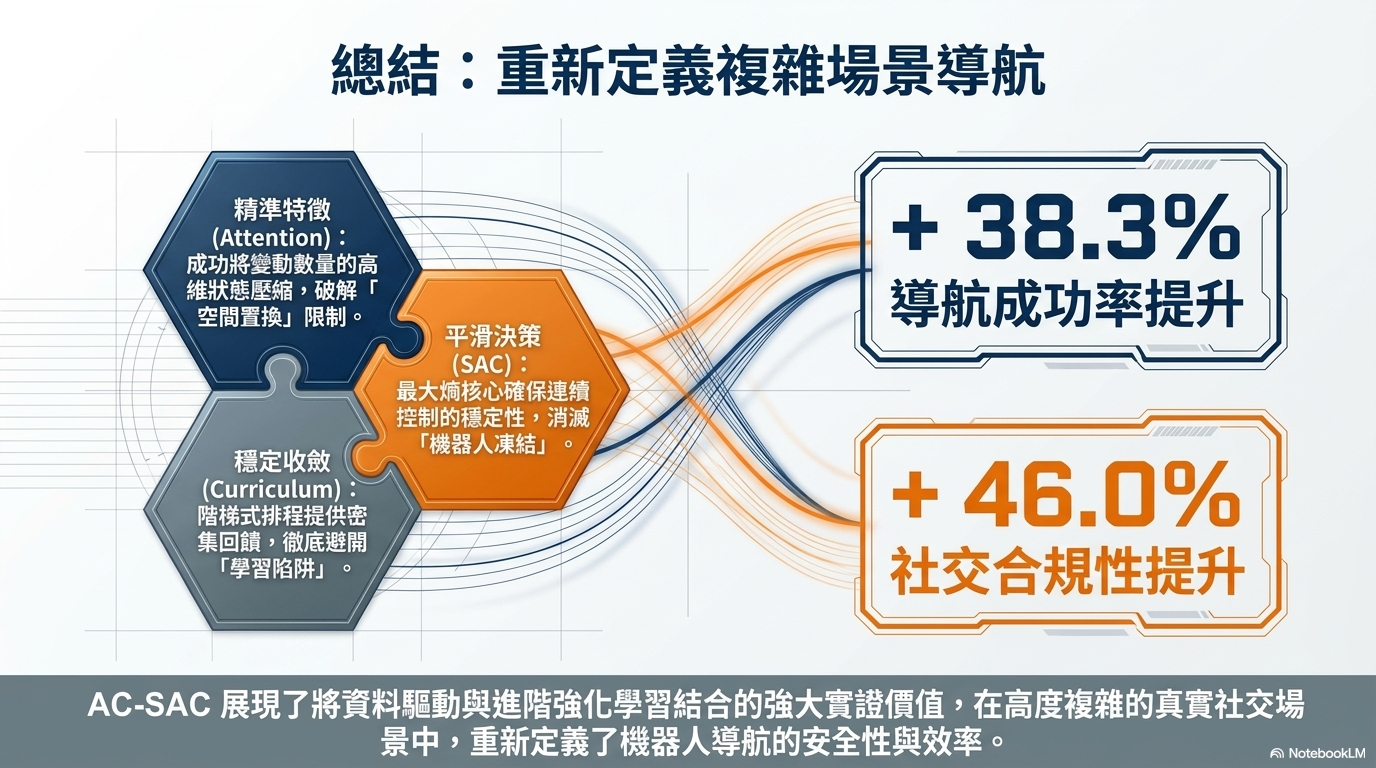 總結：重新定義複雜場景導航
精準特徵
(Attention)：
成功將變動數量的高
維狀態壓縮，破解「
空間置換」限制。
平滑決策
(SAC)：
最大熵核心確保連續
控制的穩定性，消滅
「機器人凍結」。
穩定收斂
(Curriculum)：
階梯式排程提供密
集回饋，徹底避開
「學習陷阱」。
+ 38.3%
導航成功率提升
+ 46.0%
社交合規性提升
AC-SAC 展現了將資料驅動與進階強化學習結合的強大實證價值，在高度複雜的真實社交場
景中，重新定義了機器人導航的安全性與效率。
NotebookLM